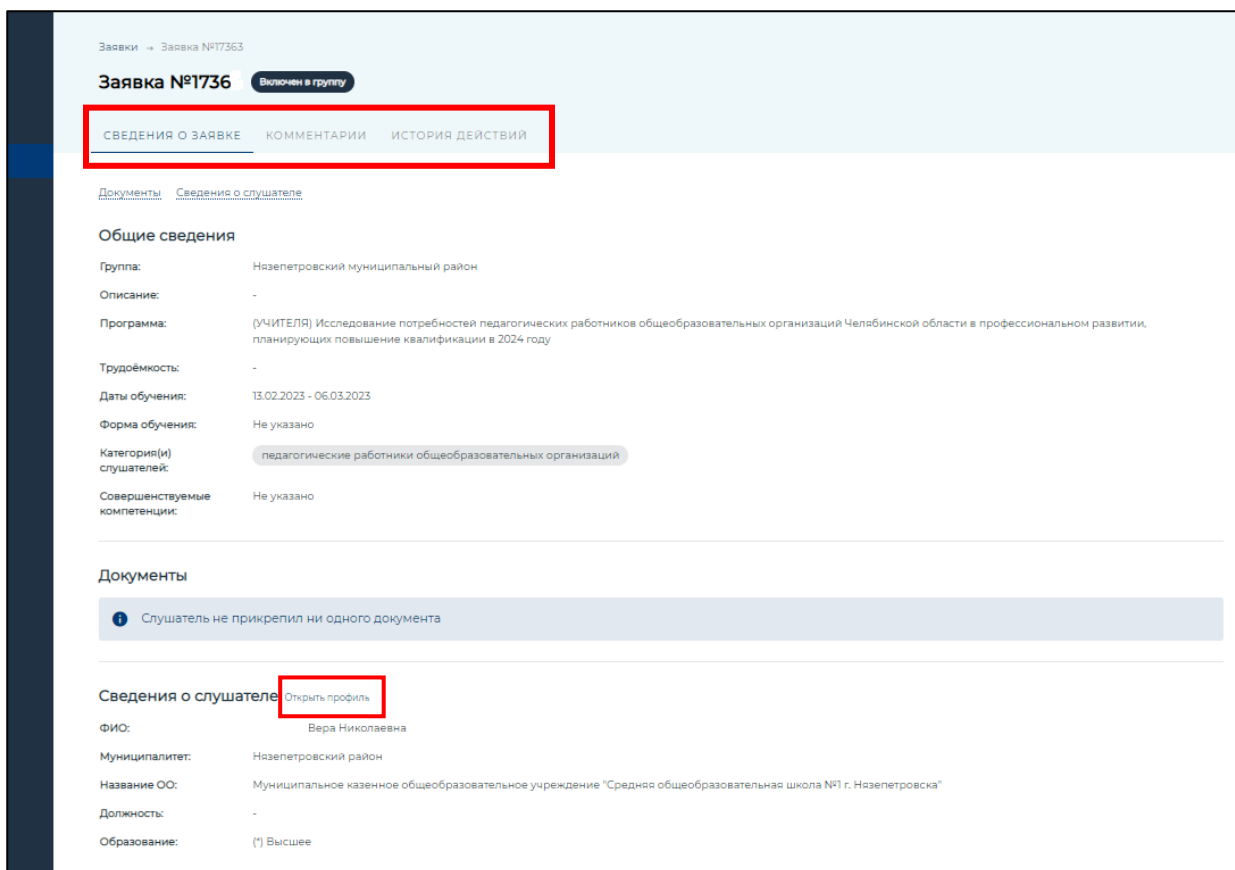 Заявки → Заявка №17363
Заявка №1736 Включен в группу
СВЕДЕНИЯ О ЗАЯВКЕ КОММЕНТАРИИ ИСТОРИЯ ДЕЙСТВИЙ
Документы Сведения о слушателе
Общие сведения
Группа: Нязепетровский муниципальный район
Описание: -
Программа: (УЧИТЕЛЯ) Исследование потребностей педагогических работников общеобразовательных организаций Челябинской области в профессиональном развитии,
планирующих повышение квалификации в 2024 году
Трудоёмкость: -
Даты обучения: 13.02.2023 - 06.03.2023
Форма обучения: Не указано
Категория(и) педагогические работники общеобразовательных организаций
слушателей:
Совершенствуемые Не указано
компетенции:
Документы
Слушатель не прикрепил ни одного документа
Сведения о слушателе Открыть профиль
ФИО: Вера Николаевна
Муниципалитет: Нязепетровский район
Название ОО: Муниципальное казенное общеобразовательное учреждение "Средняя общеобразовательная школа №1 г. Нязепетровска"
Должность: -
Образование: (*) Высшее